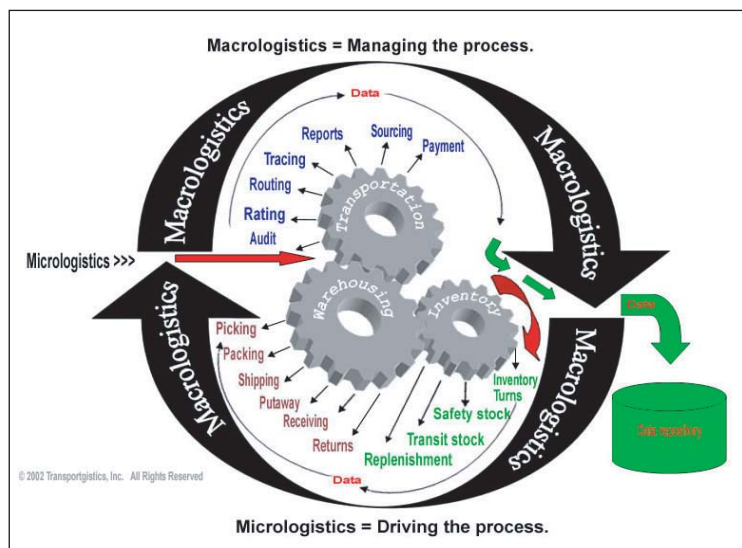 Macrologistics = Managing the process.
Macrologistics
Macrologistics
Data
Reports
Sourcing
Payment
Tracing
Routing
Rating
Audit
Transportation
Micrologistics >>>
Warehousing
Inventory
Data
Picking
Packing
Shipping
Putaway
Receiving
Returns
Inventory
Turns
Safety stock
Transit stock
Replenishment
Data
Macrologistics
Macrologistics
Data repository
© 2002 Transportgistics, Inc. All Rights Reserved
Micrologistics = Driving the process.